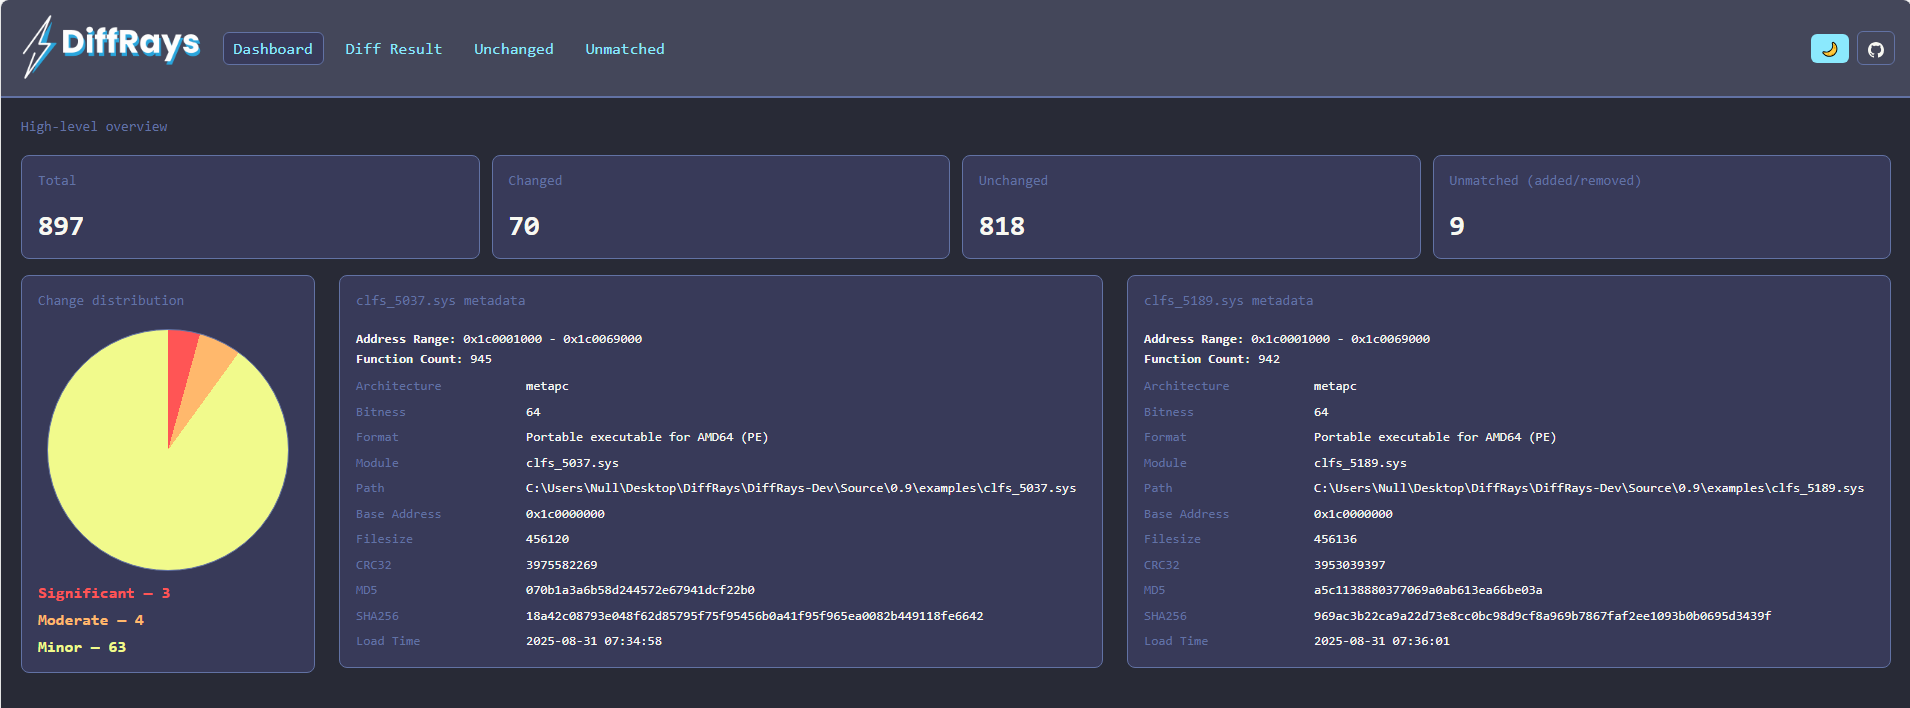 DiffRays
Dashboard Diff Result Unchanged Unmatched
High-level overview
Total
897
Changed
70
Unchanged
818
Unmatched (added/removed)
9
Change distribution
Significant — 3
Moderate — 4
Minor — 63
clfs_5037.sys metadata
Address Range: 0x1c0001000 - 0x1c0069000
Function Count: 945
Architecture metapc
Bitness 64
Format Portable executable for AMD64 (PE)
Module clfs_5037.sys
Path C:\Users\Null\Desktop\DiffRays\DiffRays-Dev\Source\0.9\examples\clfs_5037.sys
Base Address 0x1c0000000
Filesize 456120
CRC32 3975582269
MD5 070b1a3a6b58d244572e67941dcf22b0
SHA256 18a42c08793e048f62d85795f75f95456b0a41f95f965ea0082b449118fe6642
Load Time 2025-08-31 07:34:58
clfs_5189.sys metadata
Address Range: 0x1c0001000 - 0x1c0069000
Function Count: 942
Architecture metapc
Bitness 64
Format Portable executable for AMD64 (PE)
Module clfs_5189.sys
Path C:\Users\Null\Desktop\DiffRays\DiffRays-Dev\Source\0.9\examples\clfs_5189.sys
Base Address 0x1c0000000
Filesize 456136
CRC32 3953039397
MD5 a5c1138880377069a0ab613ea66be03a
SHA256 969ac3b22ca9a22d73e8cc0bc98d9cf8a969b7867faf2ee1093b0b0695d3439f
Load Time 2025-08-31 07:36:01